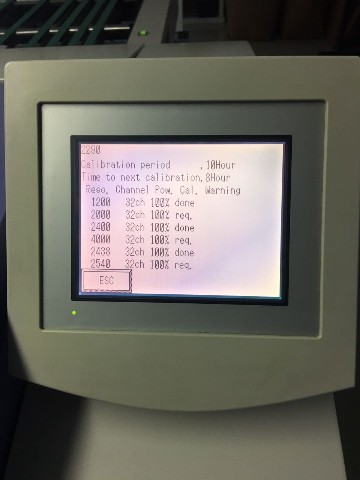 2290
Calibration period ,10Hour
Time to next calibration,8Hour
Reso. Channel Pow. Cal. Warning
1200 32ch 100% done
2000 32ch 100% req.
2400 32ch 100% done
4000 32ch 100% req.
2438 32ch 100% done
2540 32ch 100% req.
ESC